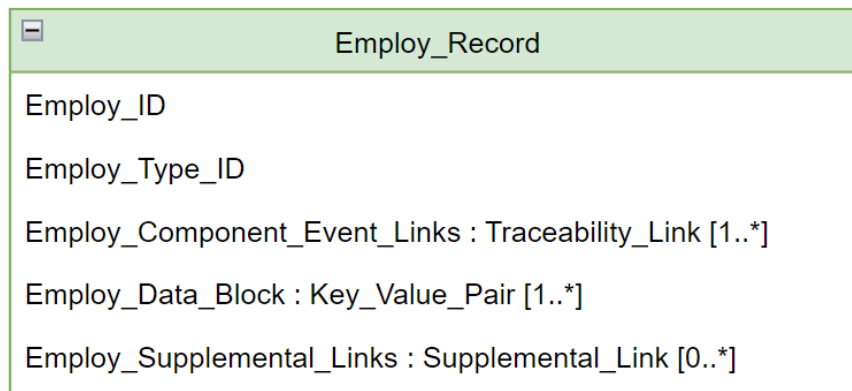 Employ_Record
Employ_ID
Employ_Type_ID
Employ_Component_Event_Links : Traceability_Link [1..*]
Employ_Data_Block : Key_Value_Pair [1..*]
Employ_Supplemental_Links : Supplemental_Link [0..*]